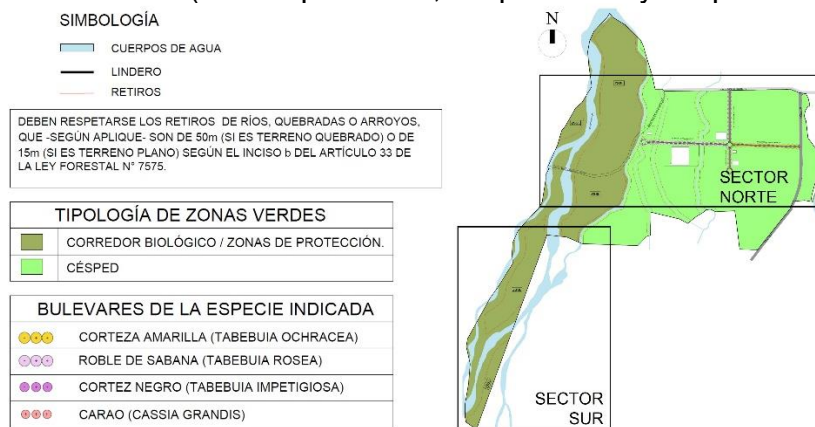 SIMBOLOGÍA
CUERPOS DE AGUA
LINDERO
RETIROS
DEBEN RESPETARSE LOS RETIROS DE RÍOS, QUEBRADAS O ARROYOS,
QUE -SEGÚN APLIQUE- SON DE 50m (SI ES TERRENO QUEBRADO) O DE
15m (SI ES TERRENO PLANO) SEGÚN EL INCISO b DEL ARTÍCULO 33 DE
LA LEY FORESTAL N° 7575.
TIPOLOGÍA DE ZONAS VERDES
CORREDOR BIOLÓGICO / ZONAS DE PROTECCIÓN.
CÉSPED
BULEVARES DE LA ESPECIE INDICADA
CORTEZA AMARILLA (TABEBUIA OCHRACEA)
ROBLE DE SABANA (TABEBUIA ROSEA)
CORTEZ NEGRO (TABEBUIA IMPETIGIOSA)
CARAO (CASSIA GRANDIS)
N
SECTOR
NORTE
SECTOR
SUR